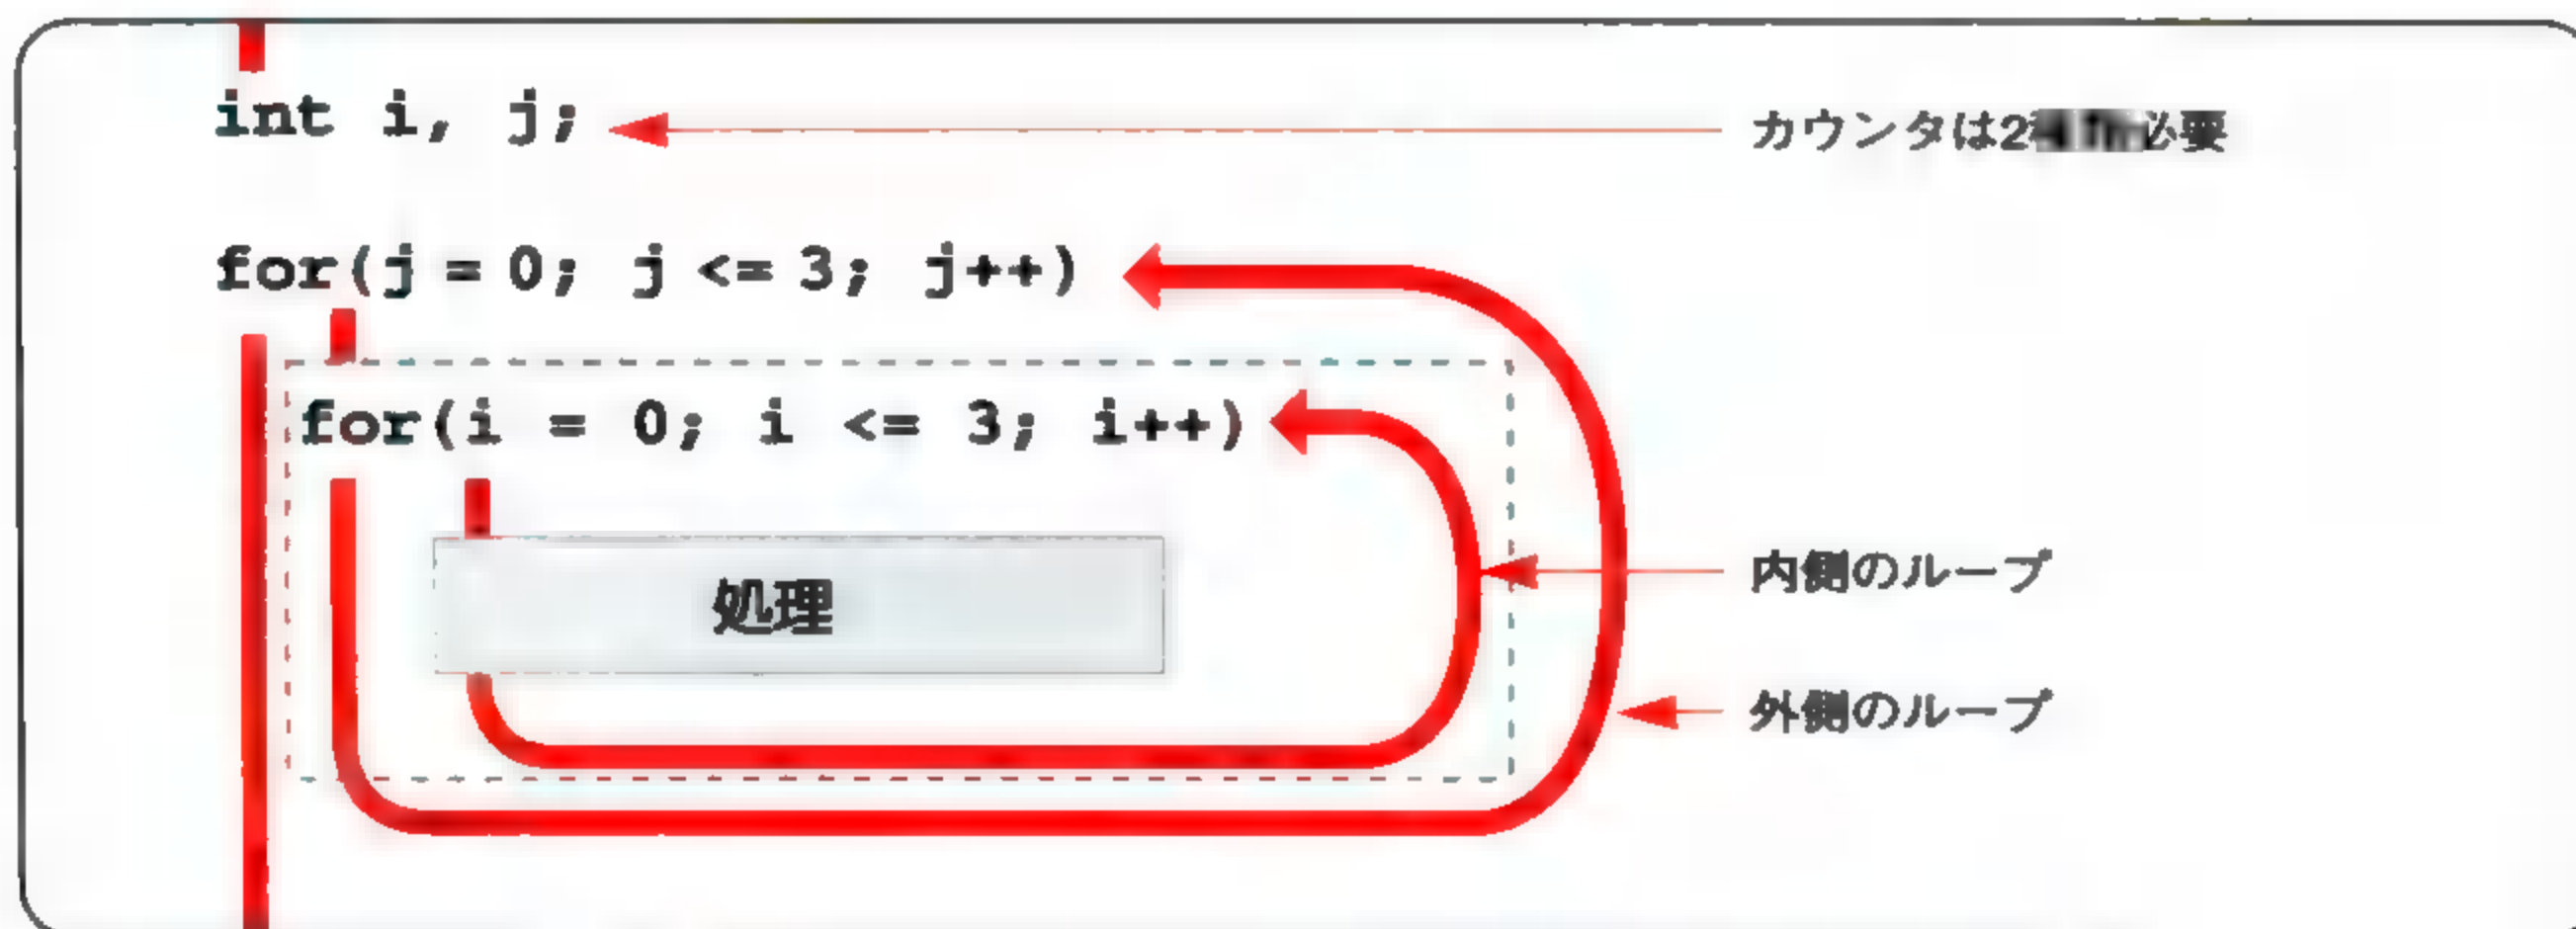 int i, j;
カウンタは2 必要
for(j = 0; j <= 3; j++)
for(i = 0; i <= 3; i++)
処理
内側のループ
外側のループ